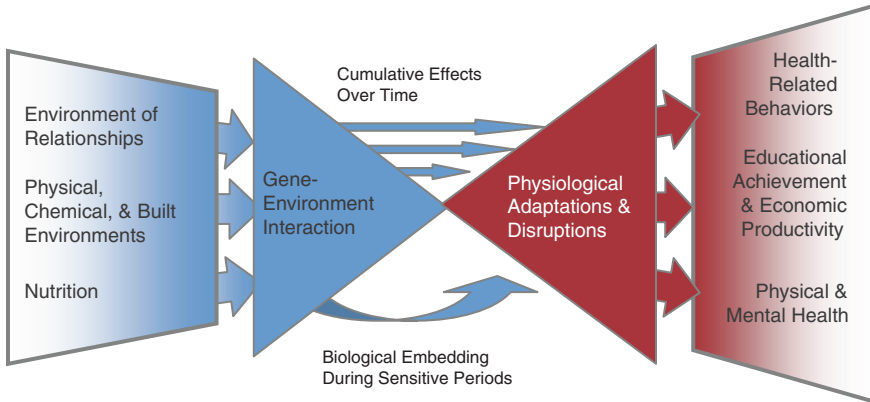 Environment of
Relationships
Physical,
Chemical, & Built
Environments
Nutrition
Gene-
Environment
Interaction
Cumulative Effects
Over Time
Biological Embedding
During Sensitive Periods
Physiological
Adaptations &
Disruptions
Health-
Related
Behaviors
Educational
Achievement
& Economic
Productivity
Physical &
Mental Health